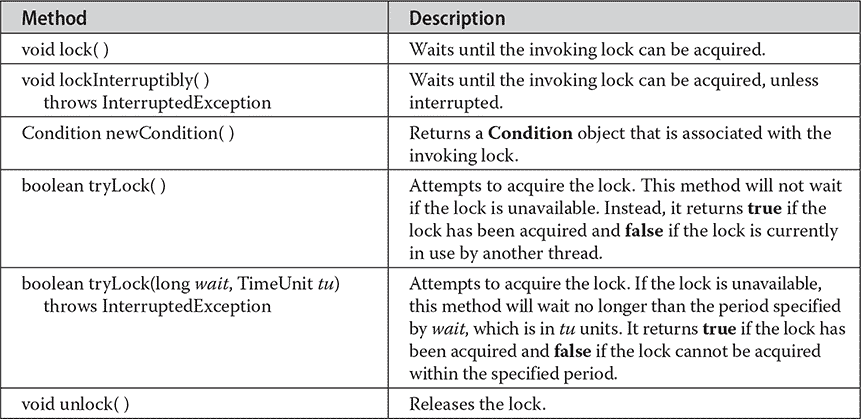 Method Description
void lock( ) Waits until the invoking lock can be acquired.
void lockInterruptibly( ) Waits until the invoking lock can be acquired, unless
throws InterruptedException interrupted.
Condition newCondition( ) Returns a Condition object that is associated with the
invoking lock.
boolean tryLock( ) Attempts to acquire the lock. This method will not wait
if the lock is unavailable. Instead, it returns true if the
lock has been acquired and false if the lock is currently
in use by another thread.
boolean tryLock(long wait, TimeUnit tu) Attempts to acquire the lock. If the lock is unavailable,
throws InterruptedException this method will wait no longer than the period specified
by wait, which is in tu units. It returns true if the lock has
been acquired and false if the lock cannot be acquired
within the specified period.
void unlock( ) Releases the lock.